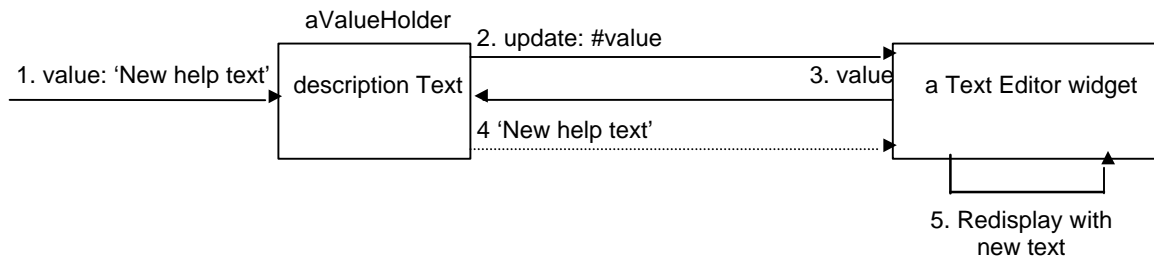 aValueHolder
2. update: #value
1. value: ‘New help text’
description Text
3. value
a Text Editor widget
4 ‘New help text’
5. Redisplay with
new text